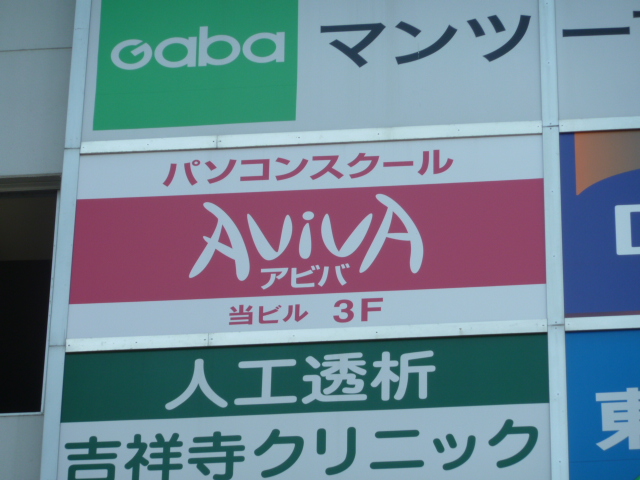 Gaba マンツー
パソコンスクール
AViVA
アビバ
当ビル 3F
人工透析
吉祥寺クリニック
東